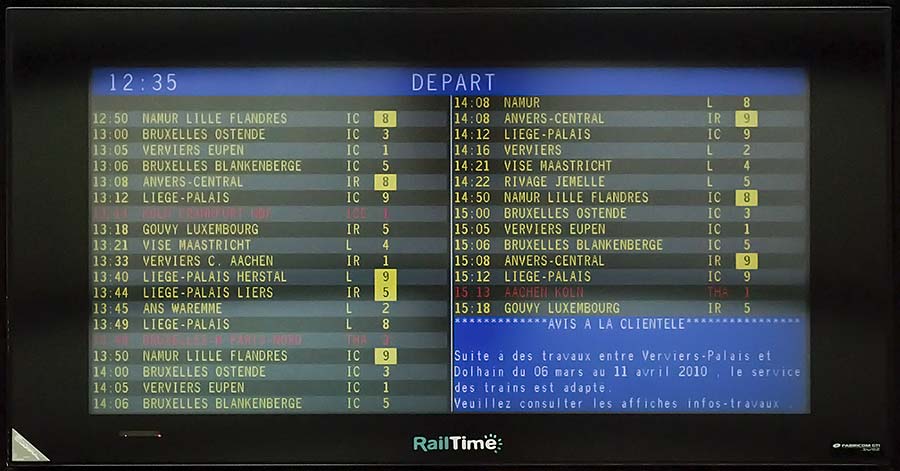 12:35 DEPART
12:50 NAMUR LILLE FLANDRES IC 8
13:00 BRUXELLES OSTENDE IC 3
13:05 VERVIERS EUPEN IC 1
13:06 BRUXELLES BLANKENBERGE IC 5
13:08 ANVERS-CENTRAL IR 8
13:12 LIEGE-PALAIS IC 9
KOLN FRANKFURT HBF ICE 1
13:18 GOUVY LUXEMBOURG IR 5
13:21 VISE MAASTRICHT L 4
13:33 VERVIERS C. AACHEN IR 1
13:40 LIEGE-PALAIS HERSTAL L 9
13:44 LIEGE-PALAIS LIERS IR 5
13:45 ANS WAREMME L 2
13:49 LIEGE-PALAIS L 8
BRUXELLES-M PARIS-NORD THA
13:50 NAMUR LILLE FLANDRES IC 9
14:00 BRUXELLES OSTENDE IC 3
14:05 VERVIERS EUPEN IC 1
14:06 BRUXELLES BLANKENBERGE IC 5
14:08 NAMUR L 8
14:08 ANVERS-CENTRAL IR 9
14:12 LIEGE-PALAIS IC 9
14:16 VERVIERS L 2
14:21 VISE MAASTRICHT L 4
14:22 RIVAGE JEMELLE L 5
14:50 NAMUR LILLE FLANDRES IC 8
15:00 BRUXELLES OSTENDE IC 3
15:05 VERVIERS EUPEN IC 1
15:06 BRUXELLES BLANKENBERGE IC 5
15:08 ANVERS-CENTRAL IR 9
15:12 LIEGE-PALAIS IC 9
15:13 AACHEN KOLN THA 1
15:18 GOUVY LUXEMBOURG IR 5
************AVIS A LA CLIENTELE***************
Suite à des travaux entre Verviers-Palais et
Dolhain du 06 mars au 11 avril 2010 , le service
des trains est adapte.
Veuillez consulter les affiches infos-travaux .
RailTime
FABRICOM GTI